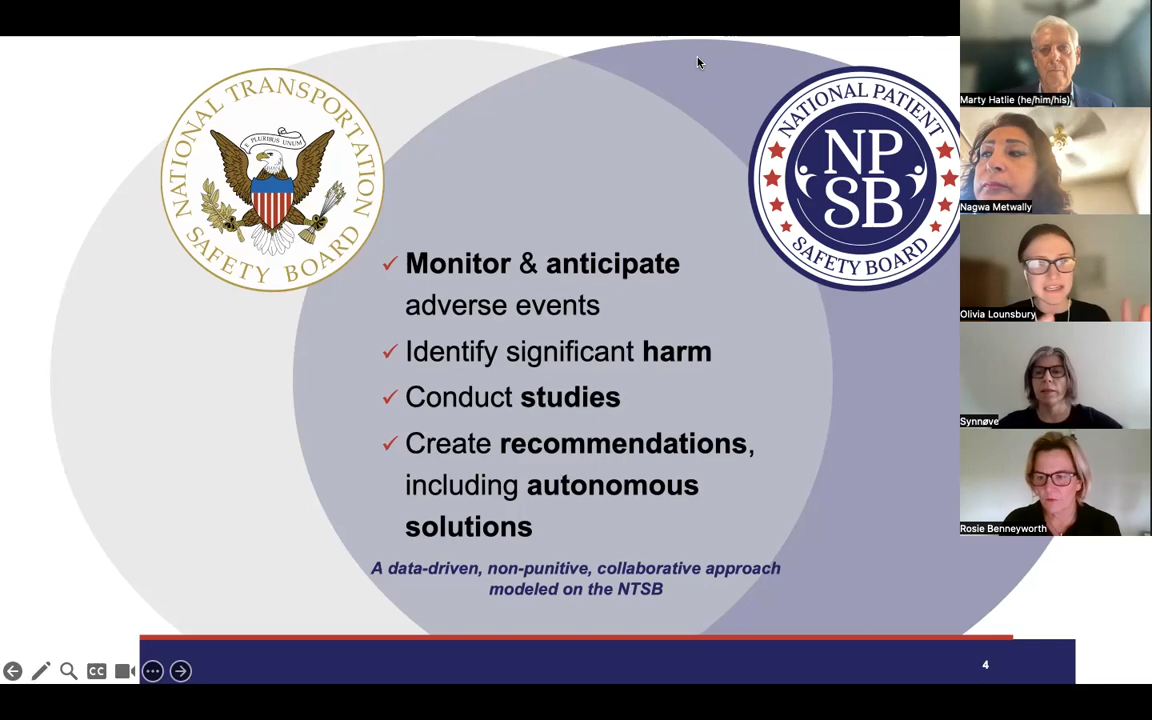 NATIONAL TRANSPORTATION
SAFETY BOARD
E PLURIBUS UNUM
NATIONAL PATIENT
NP
SB
SAFETY BOARD
✓ Monitor & anticipate
adverse events
✓ Identify significant harm
✓ Conduct studies
✓ Create recommendations,
including autonomous
solutions
A data-driven, non-punitive, collaborative approach
modeled on the NTSB
4
CC
Marty Hatlie (he/him/his)
Nagwa Metwally
Olivia Lounsbury
Synnøve
Rosie Benneyworth